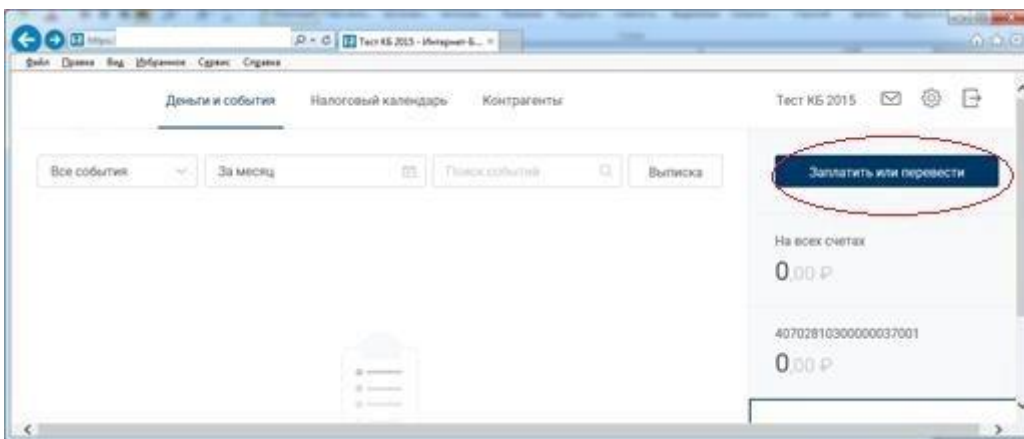 Тест КБ 2015 - Интернет-Б...
Файл Правка Вид Избранное Сервис Справка
Деньги и события Налоговый календарь Контрагенты Тест КБ 2015
Все события За месяц Поиск событий Выписка Заплатить или перевести
На всех счетах
0,00 ₽
40702810300000037001
0,00 ₽